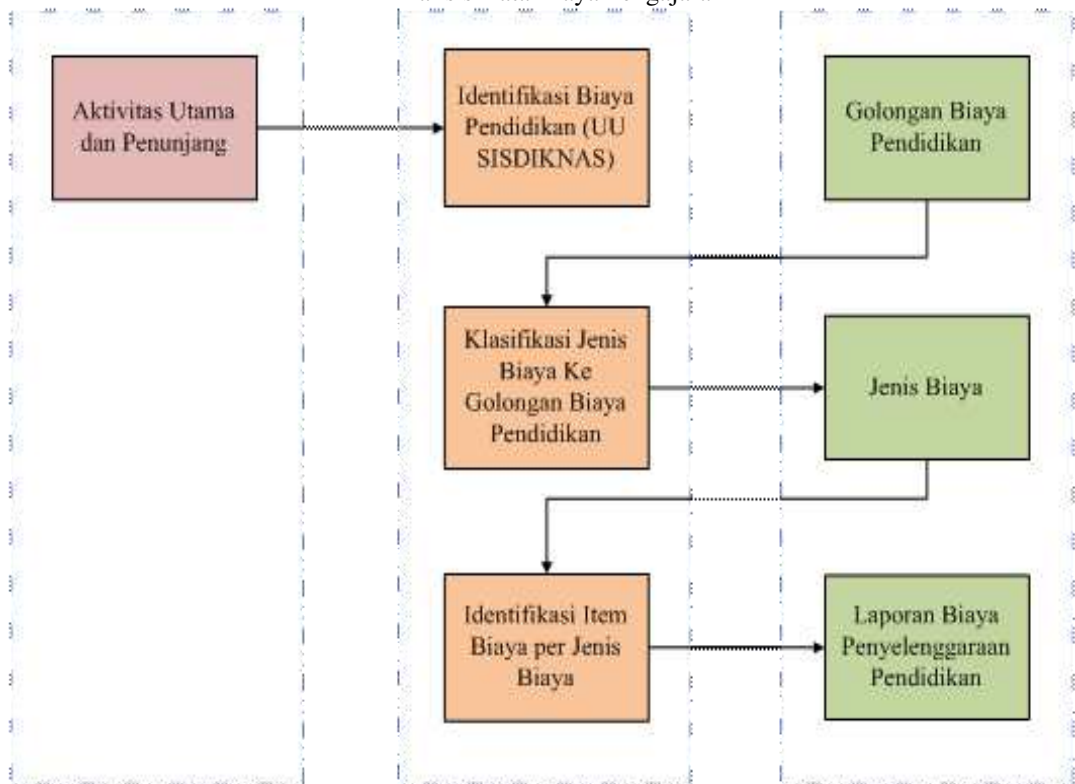 Aktivitas Utama
dan Penunjang
Identifikasi Biaya
Pendidikan (UU
SISDIKNAS)
Golongan Biaya
Pendidikan
Klasifikasi Jenis
Biaya Ke
Golongan Biaya
Pendidikan
Jenis Biaya
Identifikasi Item
Biaya per Jenis
Biaya
Laporan Biaya
Penyelenggaraan
Pendidikan